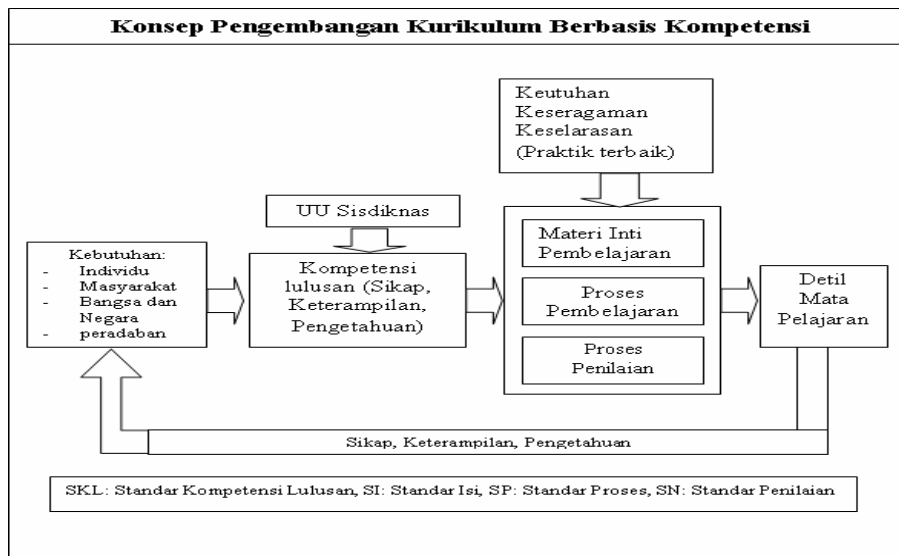 Konsep Pengembangan Kurikulum Berbasis Kompetensi
Keutuhan
Keseragaman
Keselarasan
(Praktik terbaik)
UU Sisdiknas
Kebutuhan:
- Individu
- Masyarakat
- Bangsa dan
Negara
- peradaban
Kompetensi
lulusan (Sikap,
Keterampilan,
Pengetahuan)
Materi Inti
Pembelajaran
Proses
Pembelajaran
Proses
Penilaian
Detil
Mata
Pelajaran
Sikap, Keterampilan, Pengetahuan
SKL: Standar Kompetensi Lulusan, SI: Standar Isi, SP: Standar Proses, SN: Standar Penilaian